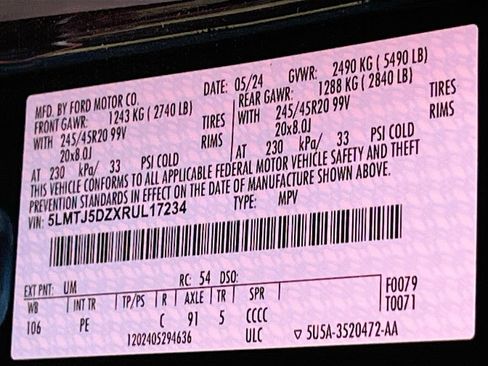 MFD. BY FORD MOTOR CO.
DATE: 05/24 GVWR: 2490 KG ( 5490 LB)
FRONT GAWR: 1243 KG ( 2740 LB) REAR GAWR: 1288 KG ( 2840 LB)
WITH 245/45R20 99V TIRES WITH 245/45R20 99V TIRES
20x8.0J RIMS 20x8.0J RIMS
AT 230 kPa/ 33 PSI COLD AT 230 kPa/ 33 PSI COLD
THIS VEHICLE CONFORMS TO ALL APPLICABLE FEDERAL MOTOR VEHICLE SAFETY AND THEFT
PREVENTION STANDARDS IN EFFECT ON THE DATE OF MANUFACTURE SHOWN ABOVE.
VIN: 5LMTJ5DZXRUL17234 TYPE: MPV
EXT PNT: UM RC: 54 DSO: F0079
WB INT TR TP/PS R AXLE TR SPR T0071
106 PE C 91 5 CCCC
1202405294636 ULC ▽ 5U5A-3520472-AA